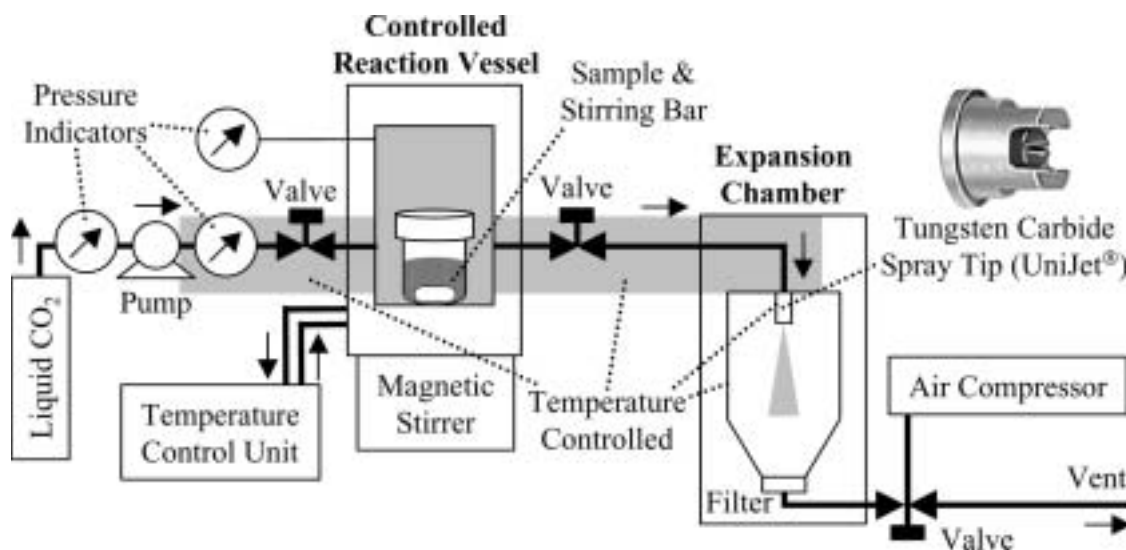 Controlled
Reaction Vessel
Pressure
Indicators
Sample &
Stirring Bar
Valve
Valve
Expansion
Chamber
Tungsten Carbide
Spray Tip (UniJet®)
Pump
Liquid CO₂
Temperature
Control Unit
Magnetic
Stirrer
Temperature
Controlled
Air Compressor
Filter
Vent
Valve